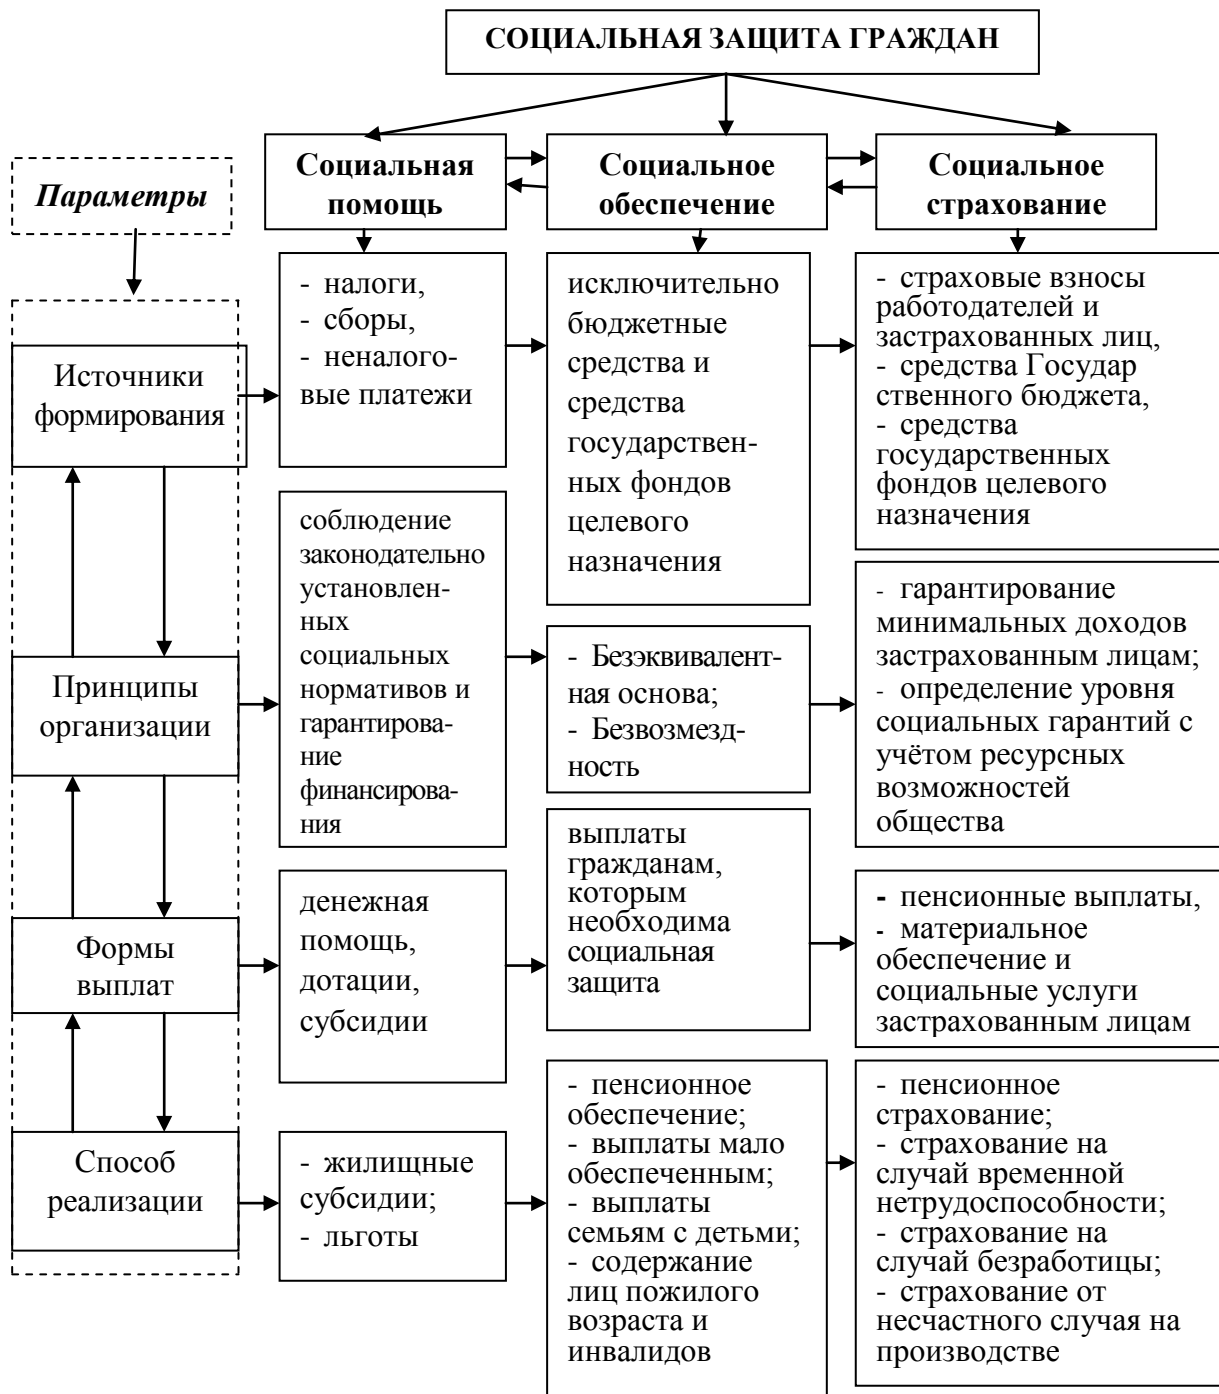 СОЦИАЛЬНАЯ ЗАЩИТА ГРАЖДАН
Социальная
помощь
Социальное
обеспечение
Социальное
страхование
Параметры
Источники
формирования
- налоги,
- сборы,
- неналого-
вые платежи
исключительно
бюджетные
средства и
средства
государствен-
ных фондов
целевого
назначения
- страховые взносы
работодателей и
застрахованных лиц,
- средства Государ
ственного бюджета,
- средства
государственных
фондов целевого
назначения
Принципы
организации
соблюдение
законодательно
установлен-
ных
социальных
нормативов и
гарантирова-
ние
финансирова-
ния
- Безэквивалент-
ная основа;
- Безвозмезд-
ность
- гарантирование
минимальных доходов
застрахованным лицам;
- определение уровня
социальных гарантий с
учётом ресурсных
возможностей
общества
Формы
выплат
денежная
помощь,
дотации,
субсидии
выплаты
гражданам,
которым
необходима
социальная
защита
- пенсионные выплаты,
- материальное
обеспечение и
социальные услуги
застрахованным лицам
Способ
реализации
- жилищные
субсидии;
- льготы
- пенсионное
обеспечение;
- выплаты мало
обеспеченным;
- выплаты
семьям с детьми;
- содержание
лиц пожилого
возраста и
инвалидов
- пенсионное
страхование;
- страхование на
случай временной
нетрудоспособности;
- страхование на
случай безработицы;
- страхование от
несчастного случая на
производстве